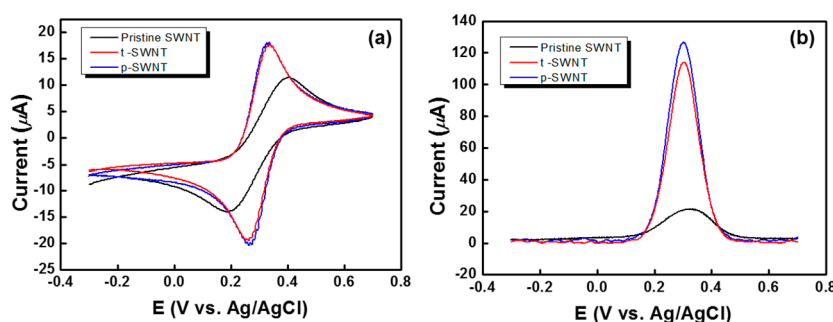 Pristine SWNT
t -SWNT
p-SWNT
(a)
Current (μA)
20
15
10
5
0
-5
-10
-15
-20
-25
-0.4 -0.2 0.0 0.2 0.4 0.6 0.8
E (V vs. Ag/AgCl)
Pristine SWNT
t -SWNT
p-SWNT
(b)
Current (μA)
140
120
100
80
60
40
20
0
-20
-0.4 -0.2 0.0 0.2 0.4 0.6 0.8
E (V vs. Ag/AgCl)